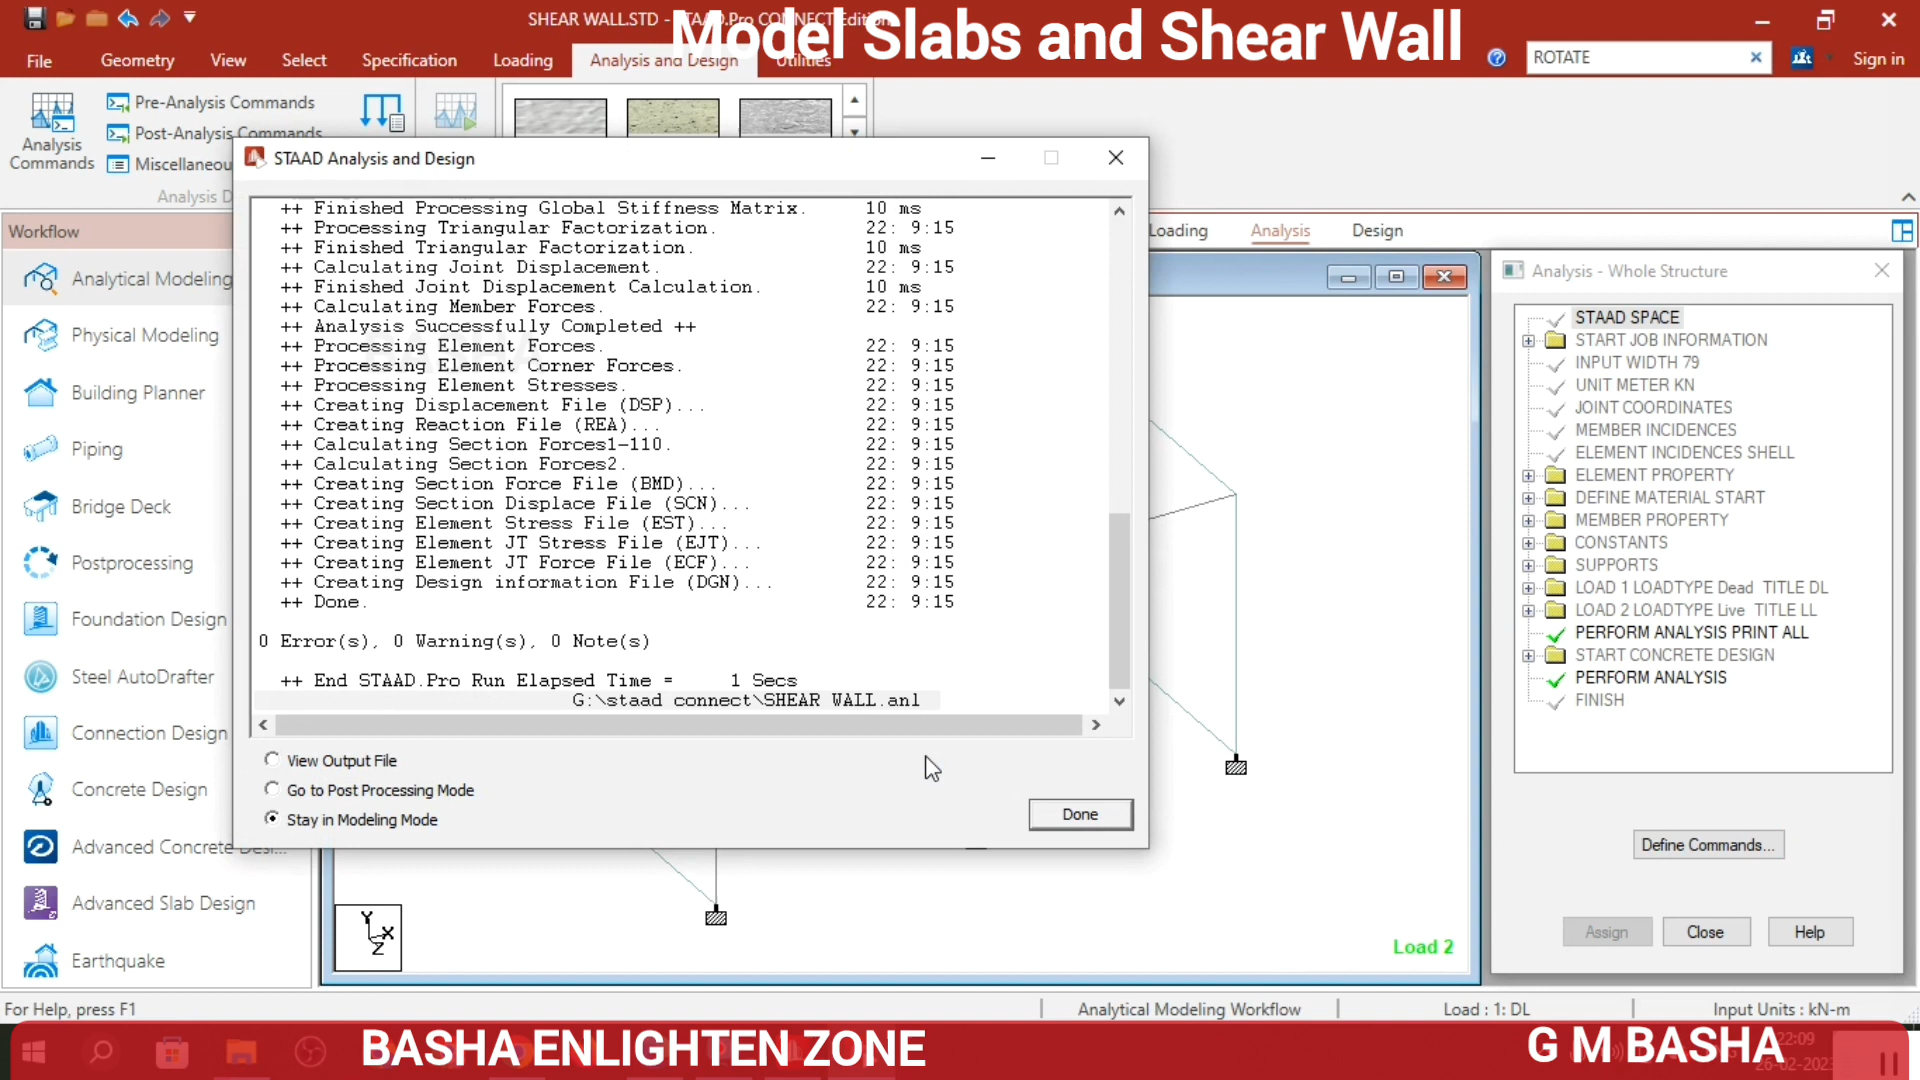 SHEAR WALL.STD - STAAD.Pro CONNECT Edition
Model Slabs and Shear Wall
File Geometry View Select Specification Loading Analysis and Design Utilities
ROTATE
Sign in
Analysis Commands
Pre-Analysis Commands
Post-Analysis Commands
Miscellaneou
Analysis D
STAAD Analysis and Design
++ Finished Processing Global Stiffness Matrix. 10 ms
++ Processing Triangular Factorization. 22: 9:15
++ Finished Triangular Factorization. 10 ms
++ Calculating Joint Displacement. 22: 9:15
++ Finished Joint Displacement Calculation. 10 ms
++ Calculating Member Forces. 22: 9:15
++ Analysis Successfully Completed ++
++ Processing Element Forces. 22: 9:15
++ Processing Element Corner Forces. 22: 9:15
++ Processing Element Stresses. 22: 9:15
++ Creating Displacement File (DSP)... 22: 9:15
++ Creating Reaction File (REA)... 22: 9:15
++ Calculating Section Forces1-110. 22: 9:15
++ Calculating Section Forces2. 22: 9:15
++ Creating Section Force File (BMD)... 22: 9:15
++ Creating Section Displace File (SCN)... 22: 9:15
++ Creating Element Stress File (EST)... 22: 9:15
++ Creating Element JT Stress File (EJT)... 22: 9:15
++ Creating Element JT Force File (ECF)... 22: 9:15
++ Creating Design information File (DGN)... 22: 9:15
++ Done. 22: 9:15
0 Error(s), 0 Warning(s), 0 Note(s)
++ End STAAD.Pro Run Elapsed Time = 1 Secs
G:\staad connect\SHEAR WALL.anl
View Output File
Go to Post Processing Mode
Stay in Modeling Mode
Done
Workflow
Analytical Modeling
Physical Modeling
Building Planner
Piping
Bridge Deck
Postprocessing
Foundation Design
Steel AutoDrafter
Connection Design
Concrete Design
Advanced Concrete Desi...
Advanced Slab Design
Earthquake
Loading Analysis Design
Y
X
Z
Load 2
Analysis - Whole Structure
STAAD SPACE
START JOB INFORMATION
INPUT WIDTH 79
UNIT METER KN
JOINT COORDINATES
MEMBER INCIDENCES
ELEMENT INCIDENCES SHELL
ELEMENT PROPERTY
DEFINE MATERIAL START
MEMBER PROPERTY
CONSTANTS
SUPPORTS
LOAD 1 LOADTYPE Dead TITLE DL
LOAD 2 LOADTYPE Live TITLE LL
PERFORM ANALYSIS PRINT ALL
START CONCRETE DESIGN
PERFORM ANALYSIS
FINISH
Define Commands...
Assign Close Help
For Help, press F1
Analytical Modeling Workflow
Load : 1: DL
Input Units : kN-m
BASHA ENLIGHTEN ZONE
G M BASHA
22:09